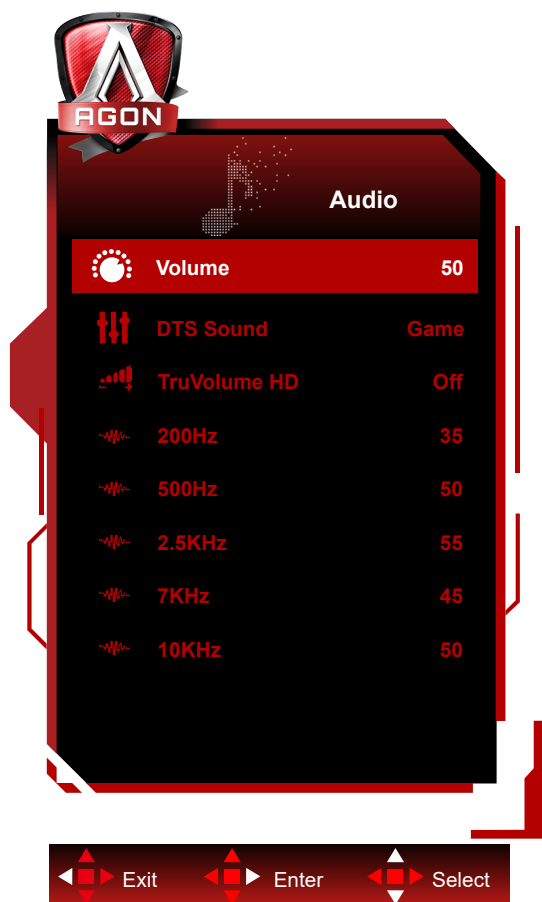 AGON
Audio
Volume 50
DTS Sound Game
TruVolume HD Off
200Hz 35
500Hz 50
2.5KHz 55
7KHz 45
10KHz 50
Exit Enter Select